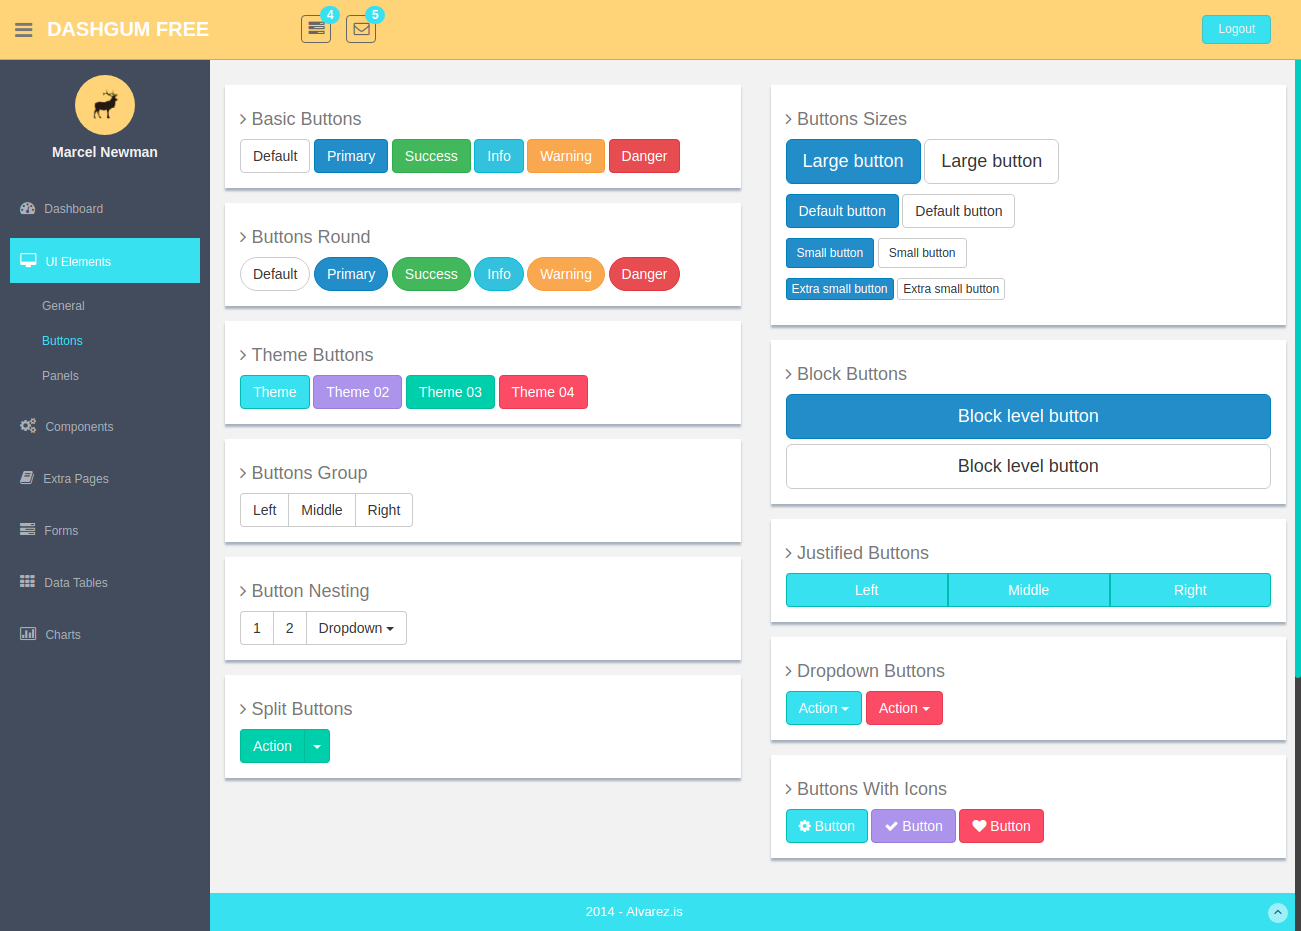 DASHGUM FREE
4
5
Logout
Marcel Newman
Dashboard
UI Elements
General
Buttons
Panels
Components
Extra Pages
Forms
Data Tables
Charts
Basic Buttons
Default Primary Success Info Warning Danger
Buttons Round
Default Primary Success Info Warning Danger
Theme Buttons
Theme Theme 02 Theme 03 Theme 04
Buttons Group
Left Middle Right
Button Nesting
1 2 Dropdown
Split Buttons
Action
Buttons Sizes
Large button Large button
Default button Default button
Small button Small button
Extra small button Extra small button
Block Buttons
Block level button
Block level button
Justified Buttons
Left Middle Right
Dropdown Buttons
Action Action
Buttons With Icons
Button Button Button
2014 - Alvarez.is